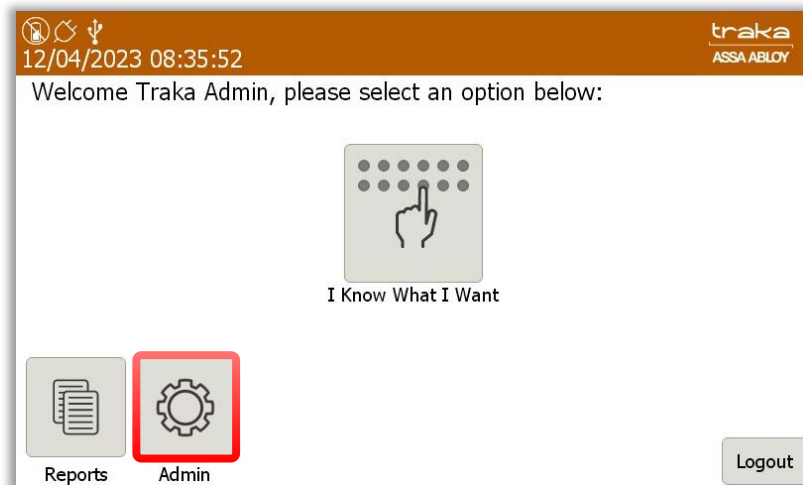 traka
12/04/2023 08:35:52
ASSA ABLOY
Welcome Traka Admin, please select an option below:
I Know What I Want
Reports
Admin
Logout